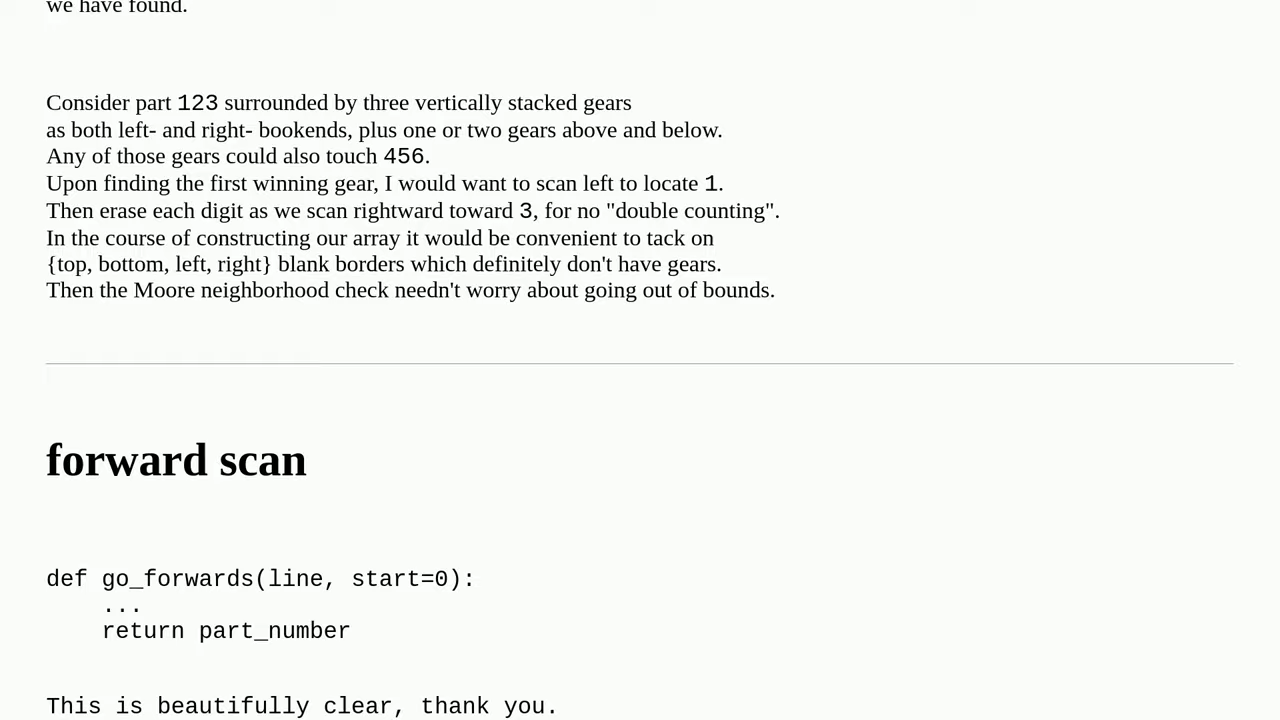 we have found.
Consider part 123 surrounded by three vertically stacked gears
as both left- and right- bookends, plus one or two gears above and below.
Any of those gears could also touch 456.
Upon finding the first winning gear, I would want to scan left to locate 1.
Then erase each digit as we scan rightward toward 3, for no "double counting".
In the course of constructing our array it would be convenient to tack on
{top, bottom, left, right} blank borders which definitely don't have gears.
Then the Moore neighborhood check needn't worry about going out of bounds.
forward scan
def go_forwards(line, start=0):
    ...
    return part_number
This is beautifully clear, thank you.